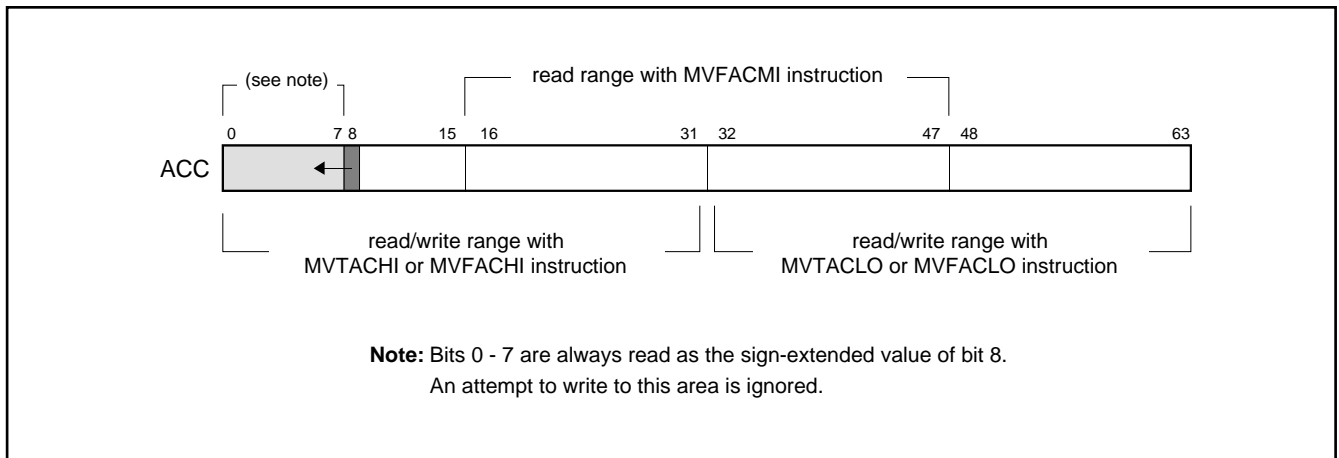 (see note)
read range with MVFACMI instruction
0 7 8 15 16 31 32 47 48 63
ACC
read/write range with
MVTACHI or MVFACHI instruction
read/write range with
MVTACLO or MVFACLO instruction
Note: Bits 0 - 7 are always read as the sign-extended value of bit 8.
An attempt to write to this area is ignored.